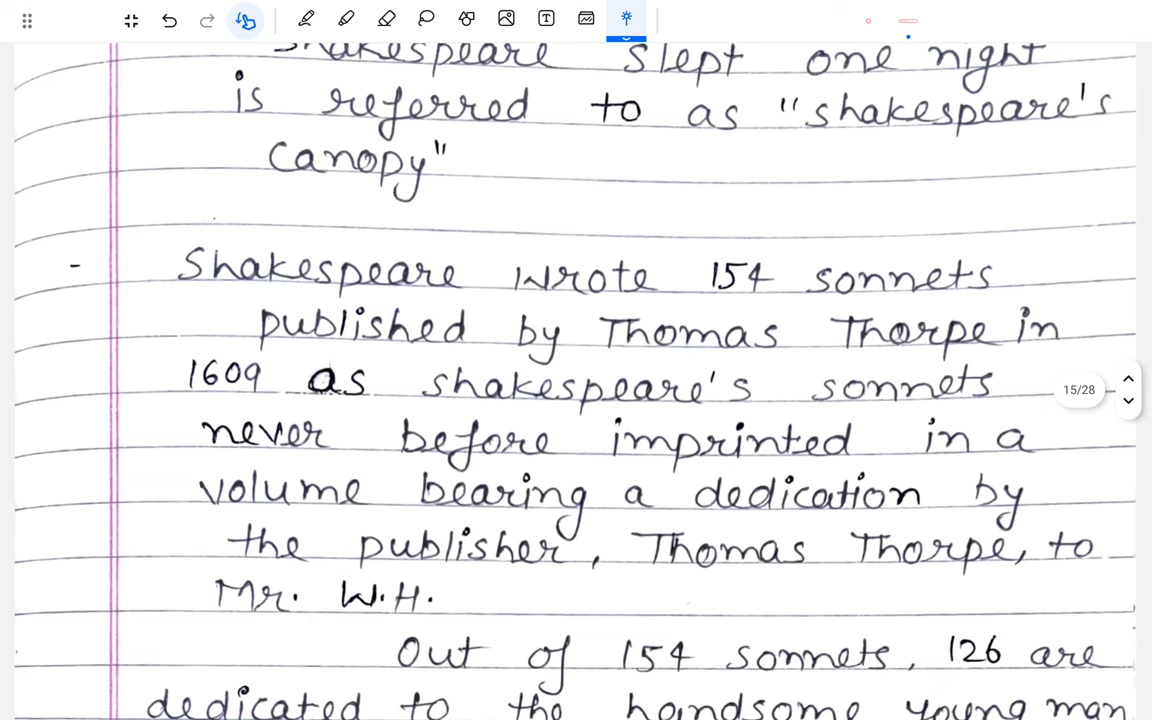 Shakespeare slept one night
is referred to as "shakespeare's
canopy"
- Shakespeare Wrote 154 sonnets
published by Thomas Thorpe in
1609 as shakespeare's sonnets
never before imprinted in a
volume bearing a dedication by
the publisher, Thomas Thorpe, to
Mr. W.H.
Out of 154 sonnets, 126 are
dedicated to the handsome young man
15/28